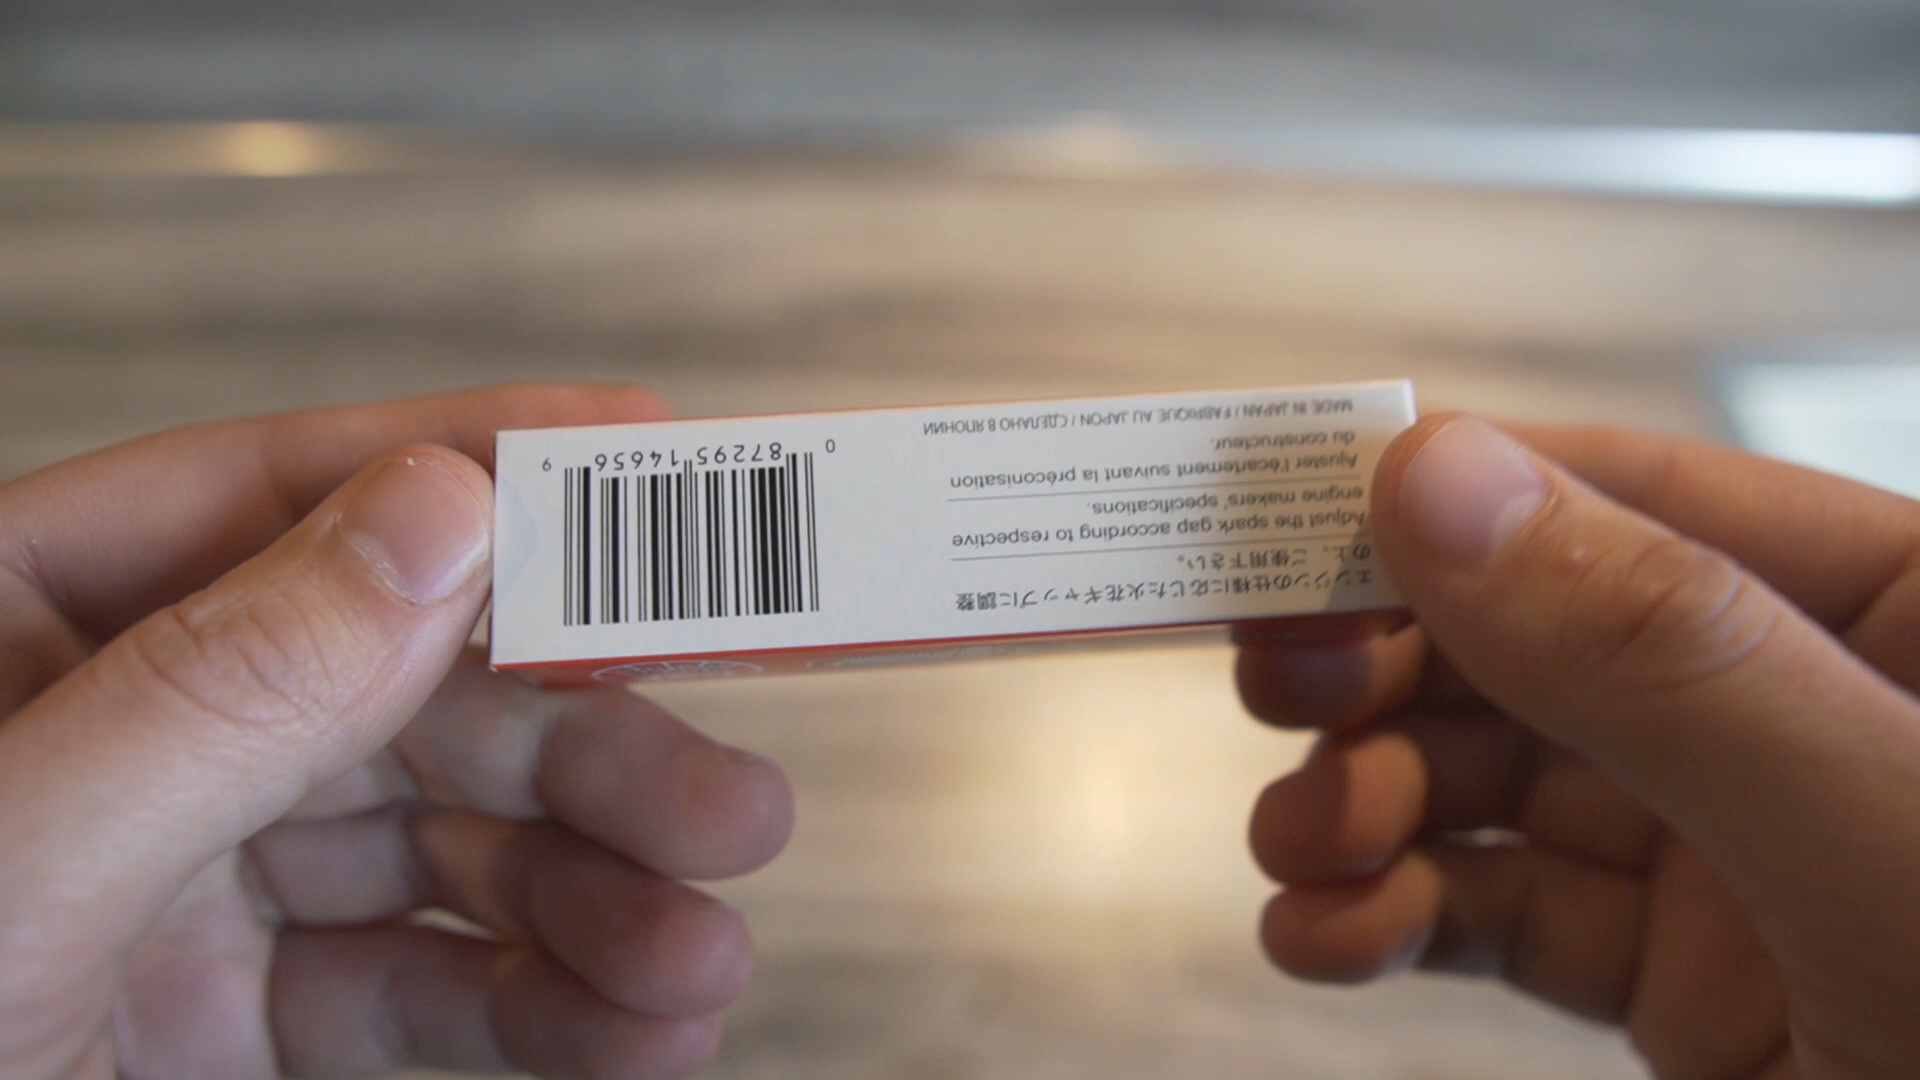 エンジンの仕様に応じた火花ギャップに調整
の上、ご使用下さい。
Adjust the spark gap according to respective
engine makers' specifications.
Ajuster l'écartement suivant la préconisation
du constructeur.
MADE IN JAPAN / FABRIQUE AU JAPON / СДЕЛАНО В ЯПОНИИ
0 87295 14656 9